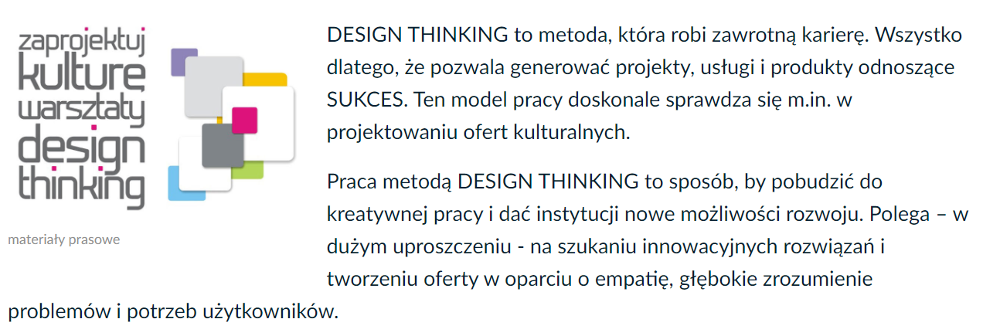 zaprojektuj
kulturę
warsztaty
design
thinking
materiały prasowe
DESIGN THINKING to metoda, która robi zawrotną karierę. Wszystko
dlatego, że pozwala generować projekty, usługi i produkty odnoszące
SUKCES. Ten model pracy doskonale sprawdza się m.in. w
projektowaniu ofert kulturalnych.
Praca metodą DESIGN THINKING to sposób, by pobudzić do
kreatywnej pracy i dać instytucji nowe możliwości rozwoju. Polega – w
dużym uproszczeniu - na szukaniu innowacyjnych rozwiązań i
tworzeniu oferty w oparciu o empatię, głębokie zrozumienie
problemów i potrzeb użytkowników.